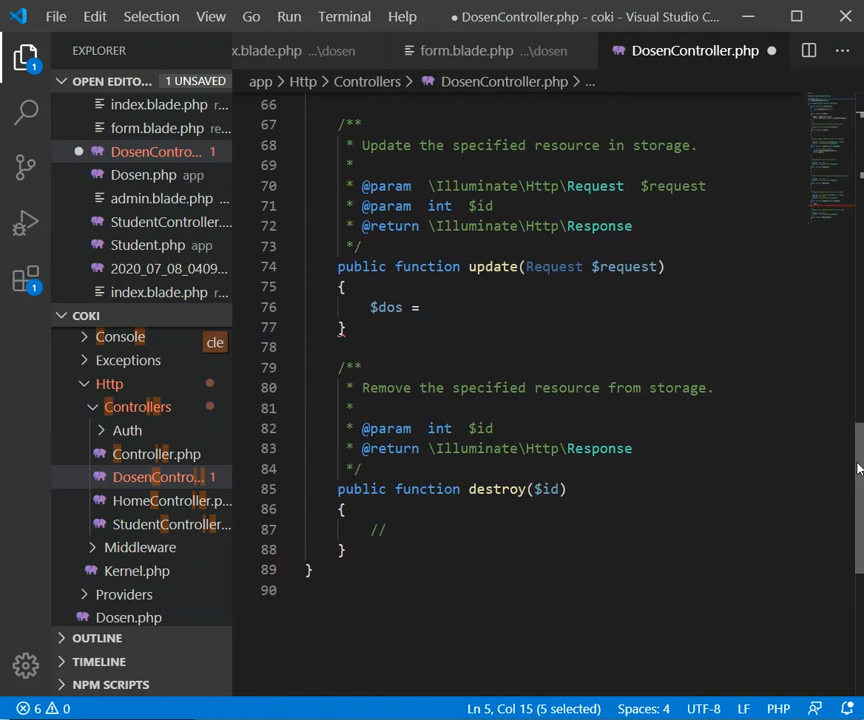 File Edit Selection View Go Run Terminal Help ● DosenController.php - coki - Visual Studio C...
EXPLORER
x.blade.php ...\dosen
form.blade.php ...\dosen
DosenController.php ●
OPEN EDITO... 1 UNSAVED
index.blade.php r...
form.blade.php re...
● DosenContro... 1
Dosen.php app
admin.blade.php r...
StudentController...
Student.php app
2020_07_08_0409...
index.blade.php r...
COKI
Console
cle
Exceptions
Http
Controllers
Auth
Controller.php
DosenContro... 1
HomeController.p...
StudentController...
Middleware
Kernel.php
Providers
Dosen.php
OUTLINE
TIMELINE
NPM SCRIPTS
1
1
app > Http > Controllers > DosenController.php > ...
66
67 /**
68 * Update the specified resource in storage.
69 *
70 * @param \Illuminate\Http\Request $request
71 * @param int $id
72 * @return \Illuminate\Http\Response
73 */
74 public function update(Request $request)
75 {
76 $dos =
77 }
78
79 /**
80 * Remove the specified resource from storage.
81 *
82 * @param int $id
83 * @return \Illuminate\Http\Response
84 */
85 public function destroy($id)
86 {
87 //
88 }
89 }
90
6 0 Ln 5, Col 15 (5 selected) Spaces: 4 UTF-8 LF PHP